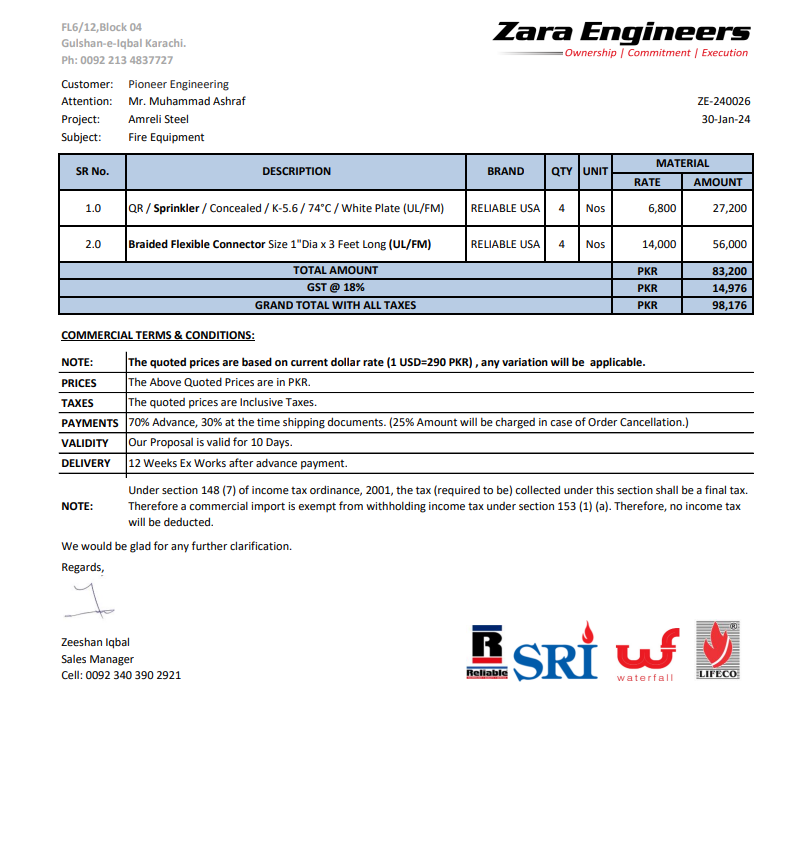 FL6/12,Block 04
Gulshan-e-Iqbal Karachi.
Ph: 0092 213 4837727
Zara Engineers
Ownership | Commitment | Execution
Customer: Pioneer Engineering
Attention: Mr. Muhammad Ashraf ZE-240026
Project: Amreli Steel 30-Jan-24
Subject: Fire Equipment
SR No. DESCRIPTION BRAND QTY UNIT MATERIAL
RATE AMOUNT
1.0 QR / Sprinkler / Concealed / K-5.6 / 74°C / White Plate (UL/FM) RELIABLE USA 4 Nos 6,800 27,200
2.0 Braided Flexible Connector Size 1"Dia x 3 Feet Long (UL/FM) RELIABLE USA 4 Nos 14,000 56,000
TOTAL AMOUNT PKR 83,200
GST @ 18% PKR 14,976
GRAND TOTAL WITH ALL TAXES PKR 98,176
COMMERCIAL TERMS & CONDITIONS:
NOTE: The quoted prices are based on current dollar rate (1 USD=290 PKR) , any variation will be applicable.
PRICES The Above Quoted Prices are in PKR.
TAXES The quoted prices are Inclusive Taxes.
PAYMENTS 70% Advance, 30% at the time shipping documents. (25% Amount will be charged in case of Order Cancellation.)
VALIDITY Our Proposal is valid for 10 Days.
DELIVERY 12 Weeks Ex Works after advance payment.
NOTE: Under section 148 (7) of income tax ordinance, 2001, the tax (required to be) collected under this section shall be a final tax.
Therefore a commercial import is exempt from withholding income tax under section 153 (1) (a). Therefore, no income tax
will be deducted.
We would be glad for any further clarification.
Regards,
Zeeshan Iqbal
Sales Manager
Cell: 0092 340 390 2921
R
Reliable
SRI
wf
waterfall
®
LIFECO